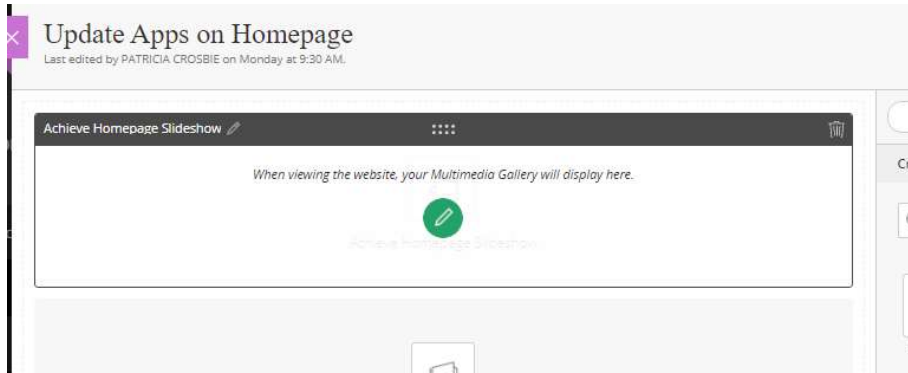 Update Apps on Homepage
Last edited by PATRICIA CROSBIE on Monday at 9:30 AM.
Achieve Homepage Slideshow
When viewing the website, your Multimedia Gallery will display here.
Achieve Homepage Slideshow